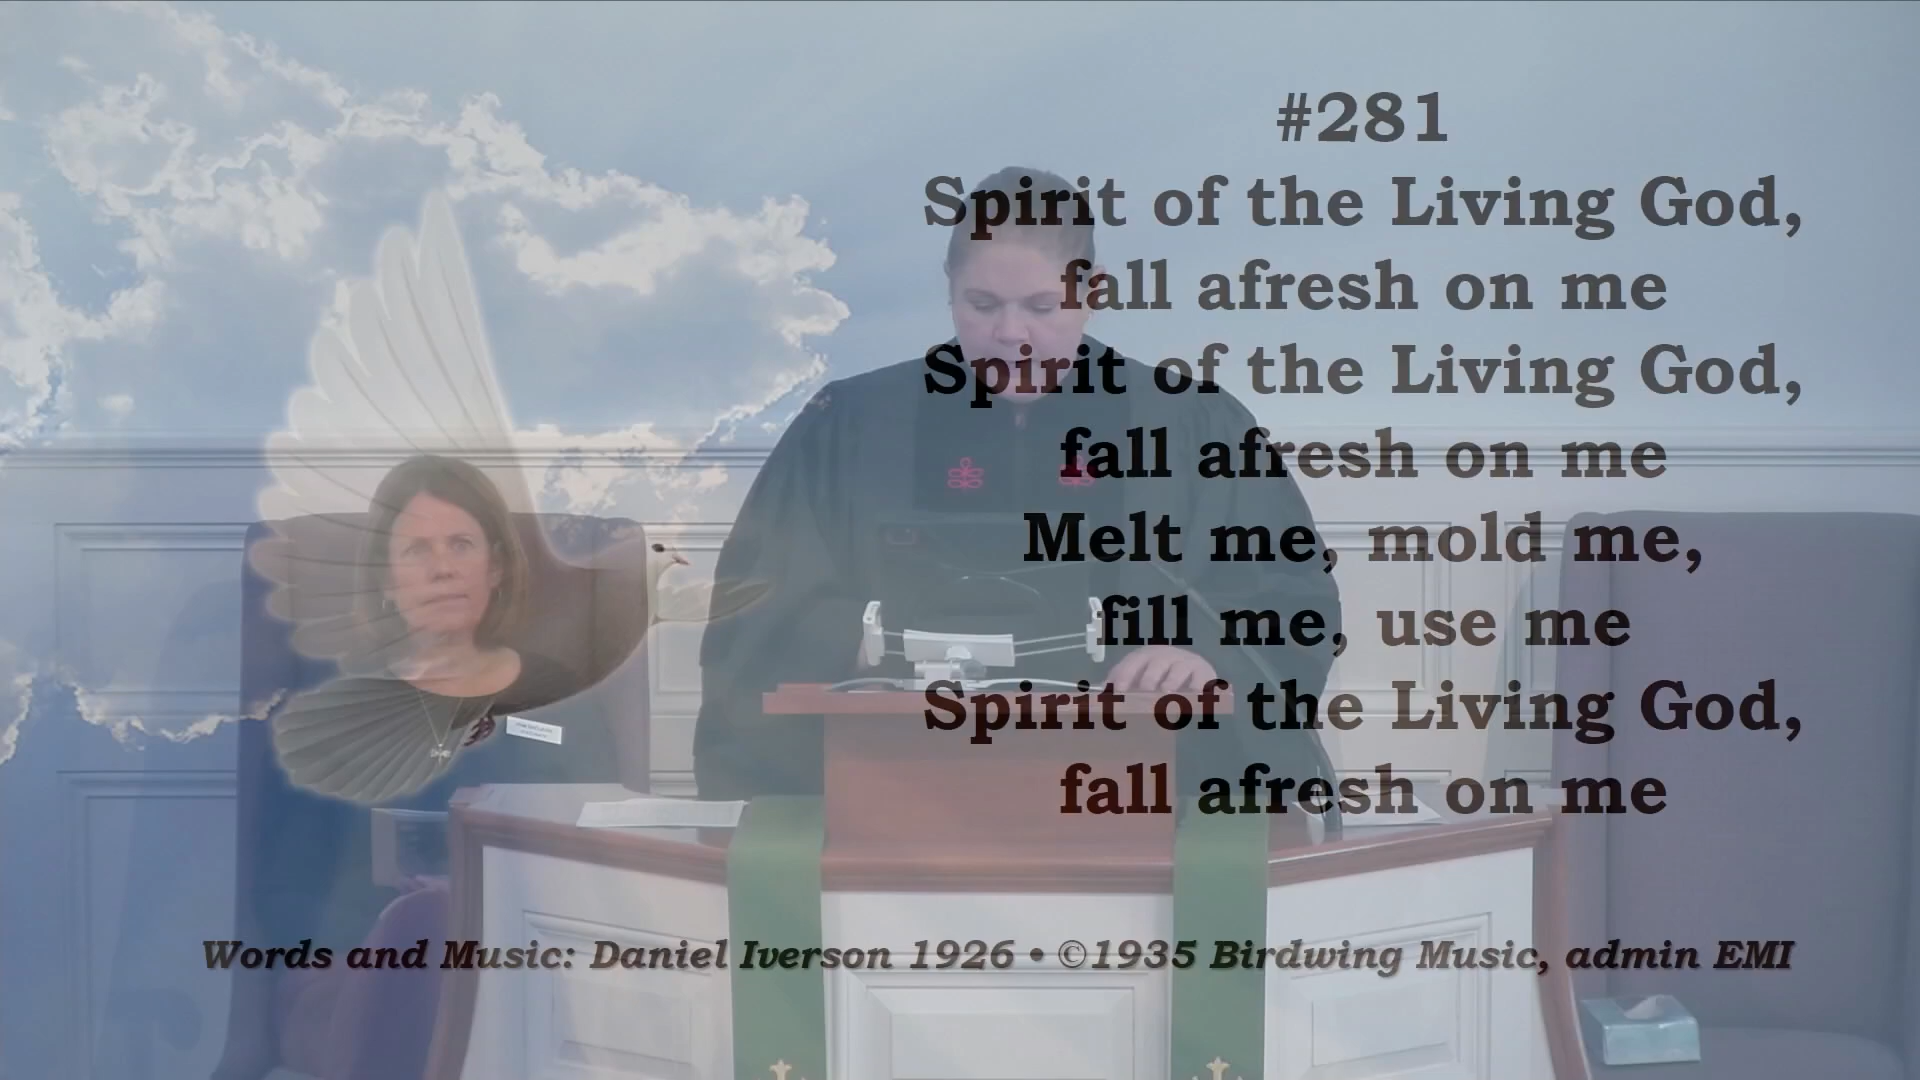 #281
Spirit of the Living God,
fall afresh on me
Spirit of the Living God,
fall afresh on me
Melt me, mold me,
fill me, use me
Spirit of the Living God,
fall afresh on me
Words and Music: Daniel Iverson 1926 • ©1935 Birdwing Music, admin EMI